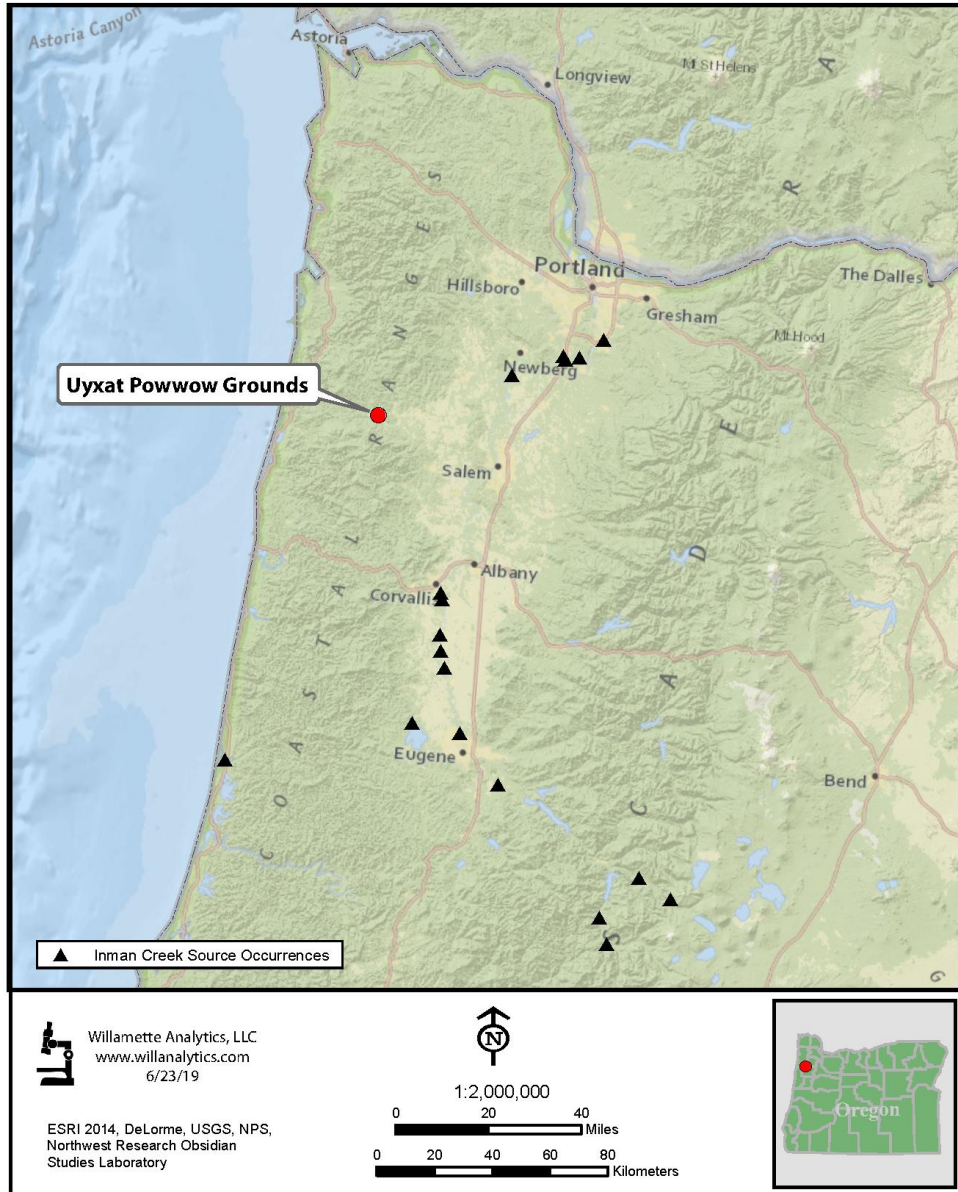 Astoria Canyon
Astoria
Longview
Mt St Helens
Portland
Hillsboro
The Dalles
Gresham
Mt Hood
Newberg
Uyxat Powwow Grounds
Salem
Albany
Corvallis
Eugene
Bend
COASTAL RANGES
CASCADE R A
G
Inman Creek Source Occurrences
Willamette Analytics, LLC
www.willanalytics.com
6/23/19
ESRI 2014, DeLorme, USGS, NPS,
Northwest Research Obsidian
Studies Laboratory
N
1:2,000,000
0 20 40
Miles
0 20 40 60 80
Kilometers
Oregon